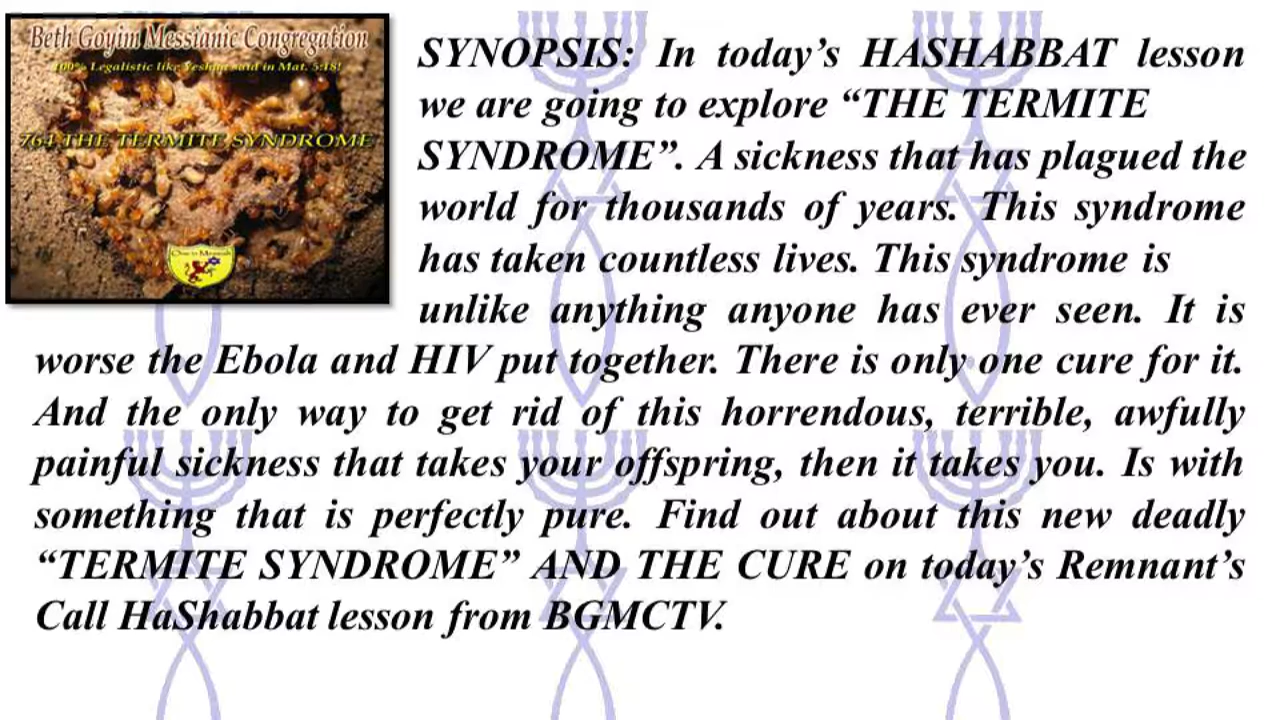 Beth Goyim Messianic Congregation
100% Legalistic like Yeshua said in Mat. 5:18!
764 THE TERMITE SYNDROME
One in Messiah
SYNOPSIS: In today’s HASHABBAT lesson
we are going to explore “THE TERMITE
SYNDROME”. A sickness that has plagued the
world for thousands of years. This syndrome
has taken countless lives. This syndrome is
unlike anything anyone has ever seen. It is
worse the Ebola and HIV put together. There is only one cure for it.
And the only way to get rid of this horrendous, terrible, awfully
painful sickness that takes your offspring, then it takes you. Is with
something that is perfectly pure. Find out about this new deadly
“TERMITE SYNDROME” AND THE CURE on today’s Remnant’s
Call HaShabbat lesson from BGMCTV.